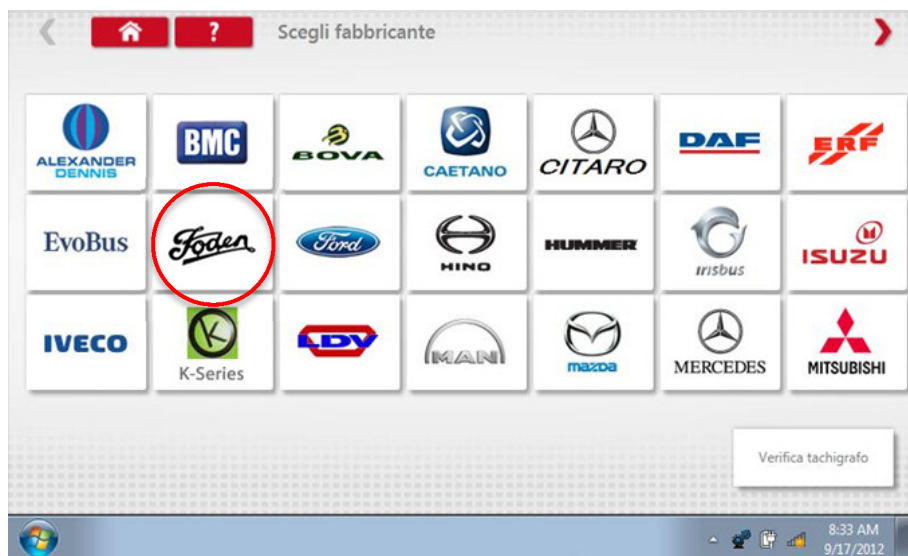 ?
Scegli fabbricante
ALEXANDER DENNIS
BMC
BOVA
CAETANO
CITARO
DAF
ERF
EvoBus
Foden
Ford
HINO
HUMMER
irisbus
ISUZU
IVECO
K
K-Series
LDV
MAN
mazda
MERCEDES
MITSUBISHI
Verifica tachigrafo
8:33 AM
9/17/2012